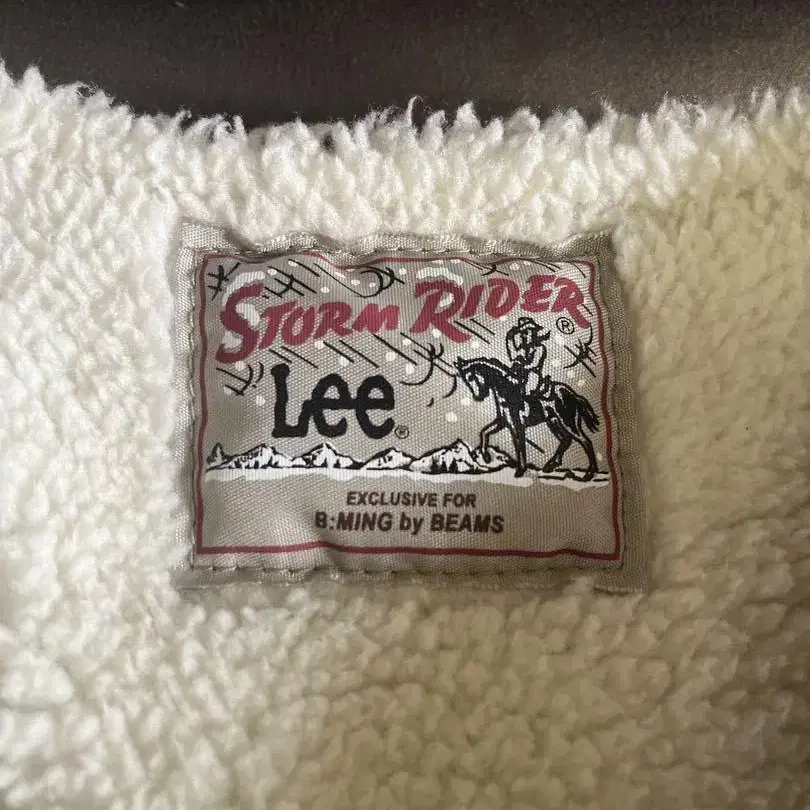 STORM RIDER®
Lee®
EXCLUSIVE FOR
B:MING by BEAMS